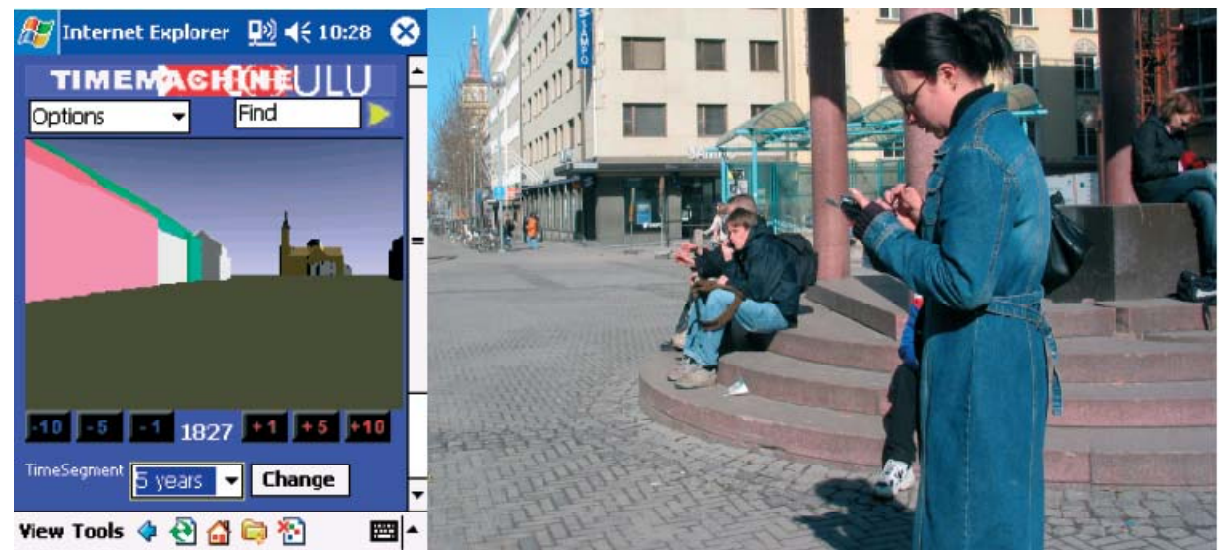 Internet Explorer 10:28
TIMEMACHINE OULU
Options Find
-10 -5 -1 1827 +1 +5 +10
TimeSegment 5 years Change
View Tools
SAMPO